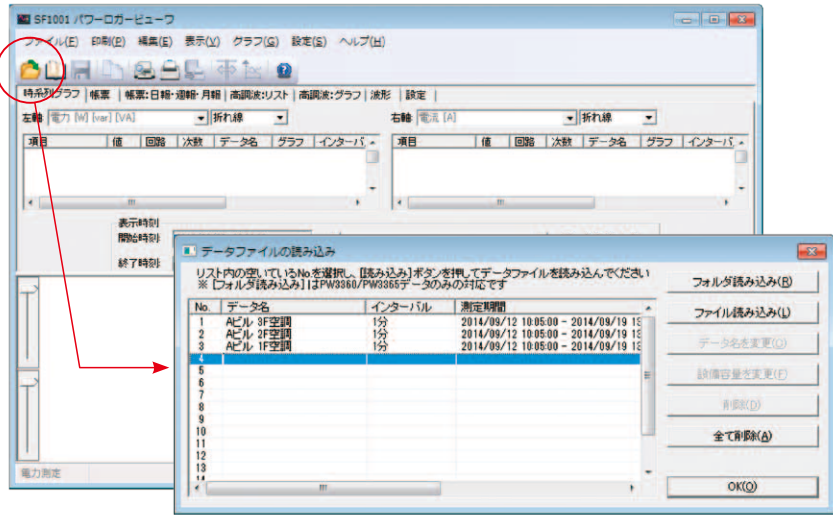 SF1001 パワーロガービューワ
ファイル(F) 印刷(P) 編集(E) 表示(V) グラフ(G) 設定(S) ヘルプ(H)
時系列グラフ 帳票 帳票:日報・週報・月報 高調波:リスト 高調波:グラフ 波形 設定
左軸 電力 [W] [var] [VA] 折れ線 右軸 電流 [A] 折れ線
項目 値 回路 次数 データ名 グラフ インターバ 項目 値 回路 次数 データ名 グラフ インターバ
表示時刻
開始時刻:
終了時刻:
電力測定
データファイルの読み込み
リスト内の空いているNo.を選択し、[読み込み]ボタンを押してデータファイルを読み込んでください
※ [フォルダ読み込み]はPW3360/PW3365データのみの対応です
No. データ名 インターバル 測定期間
1 Aビル 3F空調 1分 2014/09/12 10:05:00 - 2014/09/19 13
2 Aビル 2F空調 1分 2014/09/12 10:05:00 - 2014/09/19 13
3 Aビル 1F空調 1分 2014/09/12 10:05:00 - 2014/09/19 13
4
5
6
7
8
9
10
11
12
13
14
フォルダ読み込み(R)
ファイル読み込み(L)
データ名を変更(C)
設備容量を変更(F)
削除(D)
全て削除(A)
OK(O)